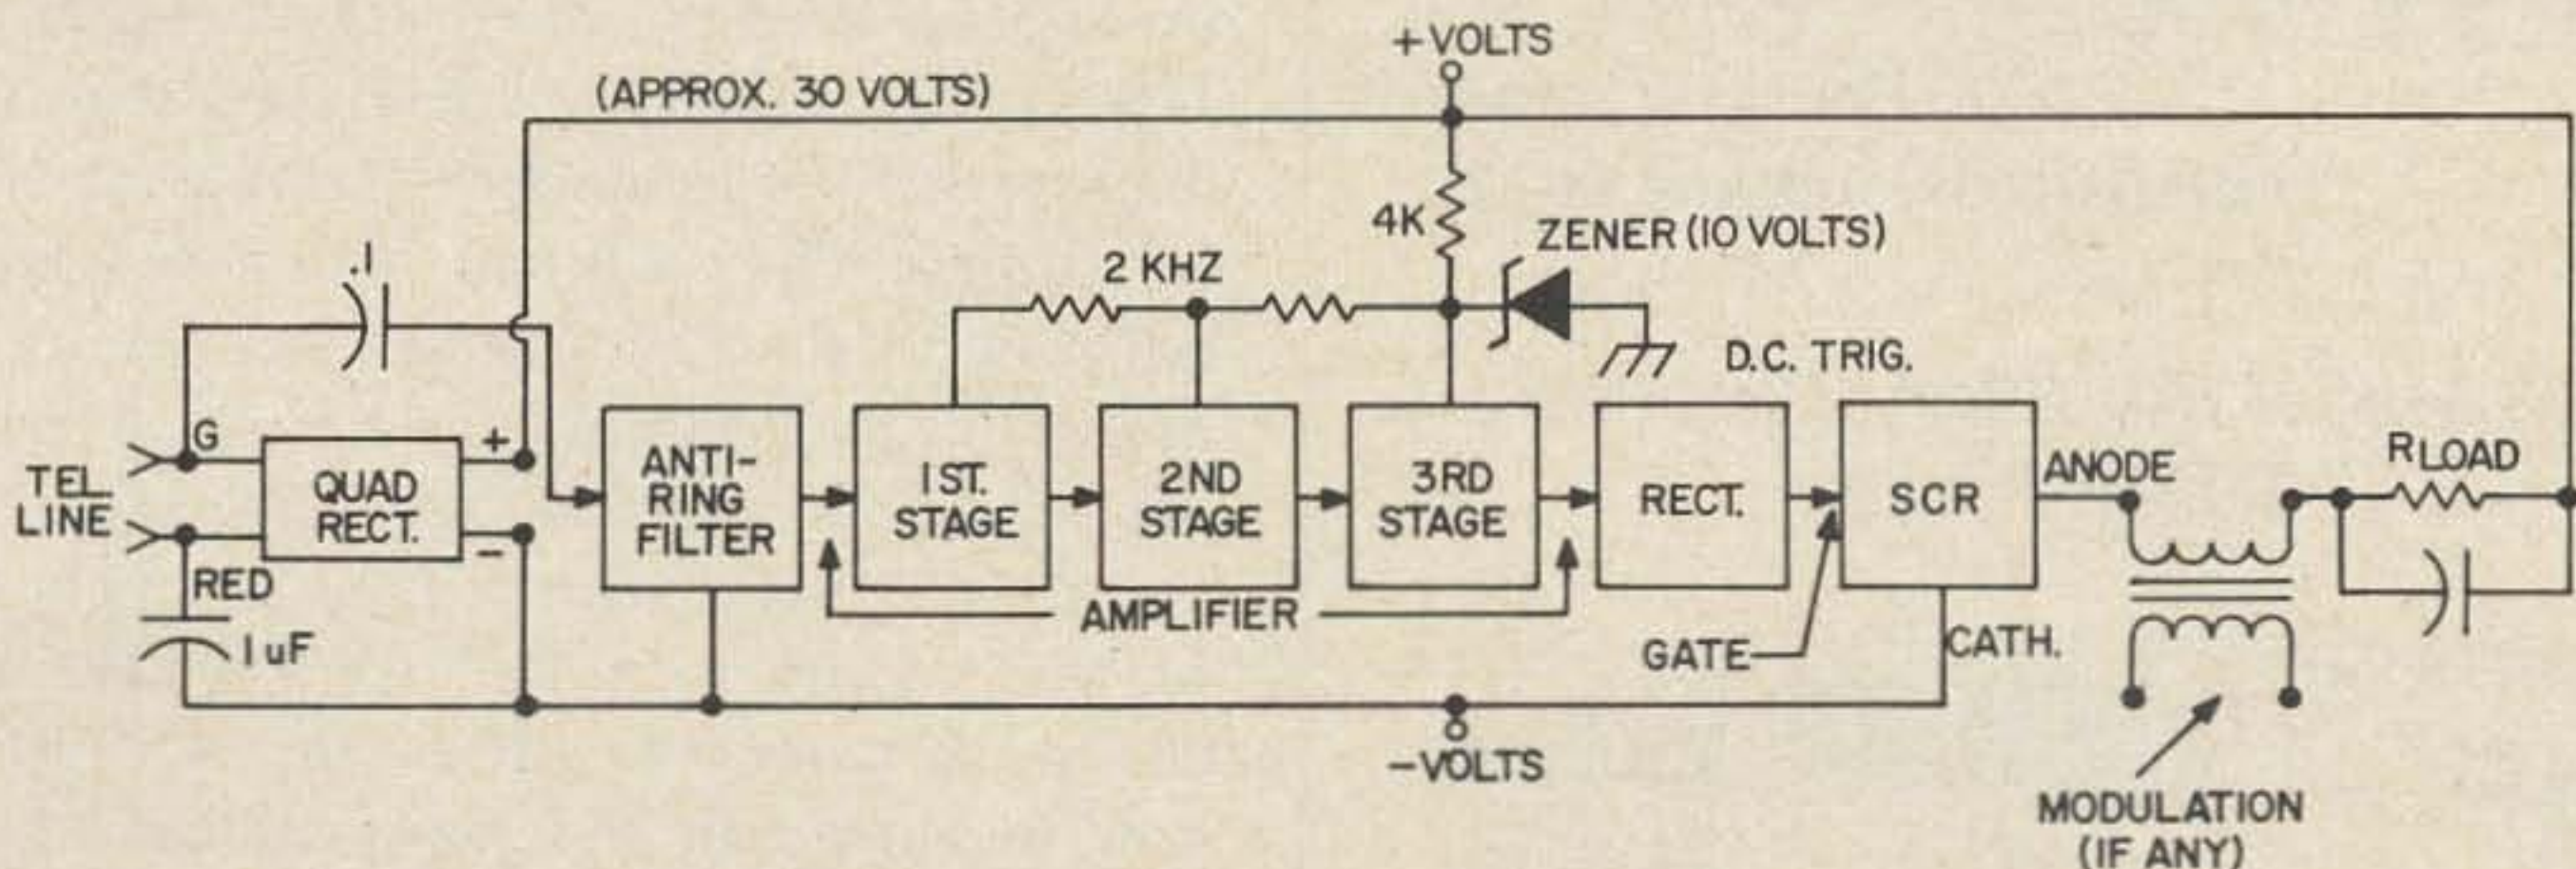 +VOLTS
(APPROX. 30 VOLTS)
4K
ZENER (10 VOLTS)
.1
2 KHZ
D.C. TRIG.
G
+
TEL.
LINE
QUAD
RECT.
-
RED
1uF
ANTI-
RING
FILTER
1ST.
STAGE
2ND
STAGE
3RD
STAGE
AMPLIFIER
RECT.
GATE
SCR
CATH.
ANODE
RLOAD
-VOLTS
MODULATION
(IF ANY)